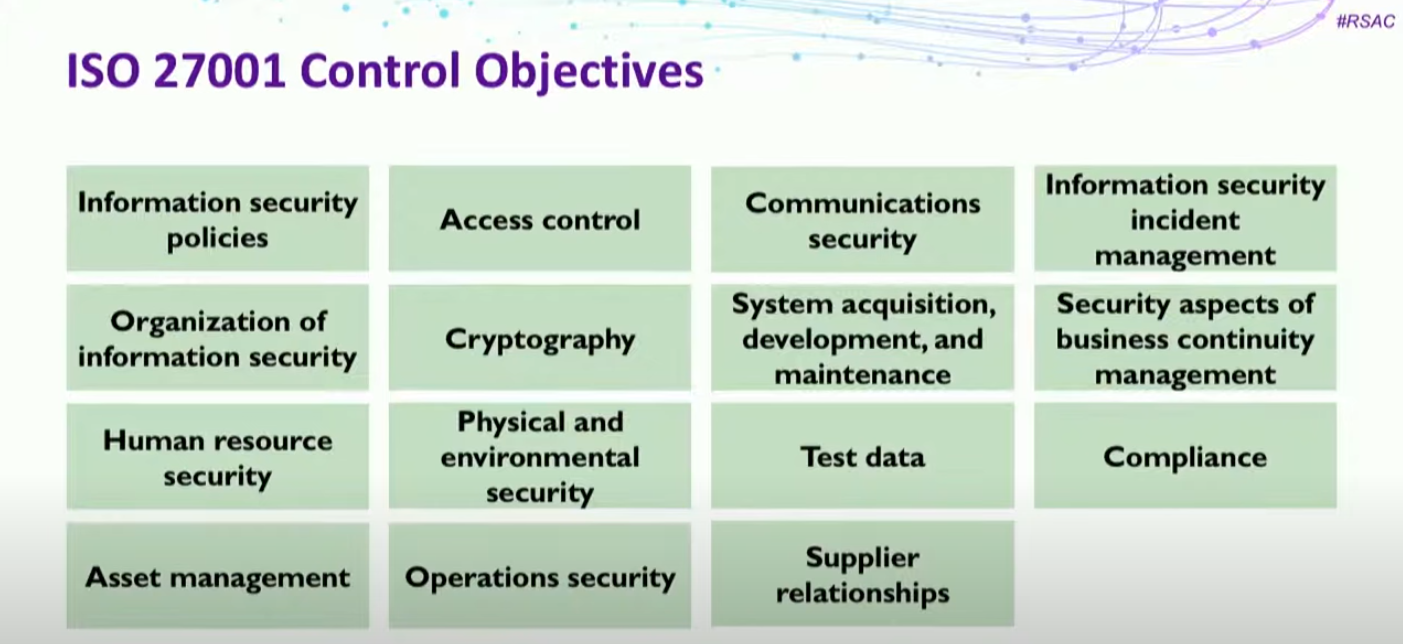 #RSAC
ISO 27001 Control Objectives
Information security
policies
Access control
Communications
security
Information security
incident
management
Organization of
information security
Cryptography
System acquisition,
development, and
maintenance
Security aspects of
business continuity
management
Human resource
security
Physical and
environmental
security
Test data
Compliance
Asset management
Operations security
Supplier
relationships